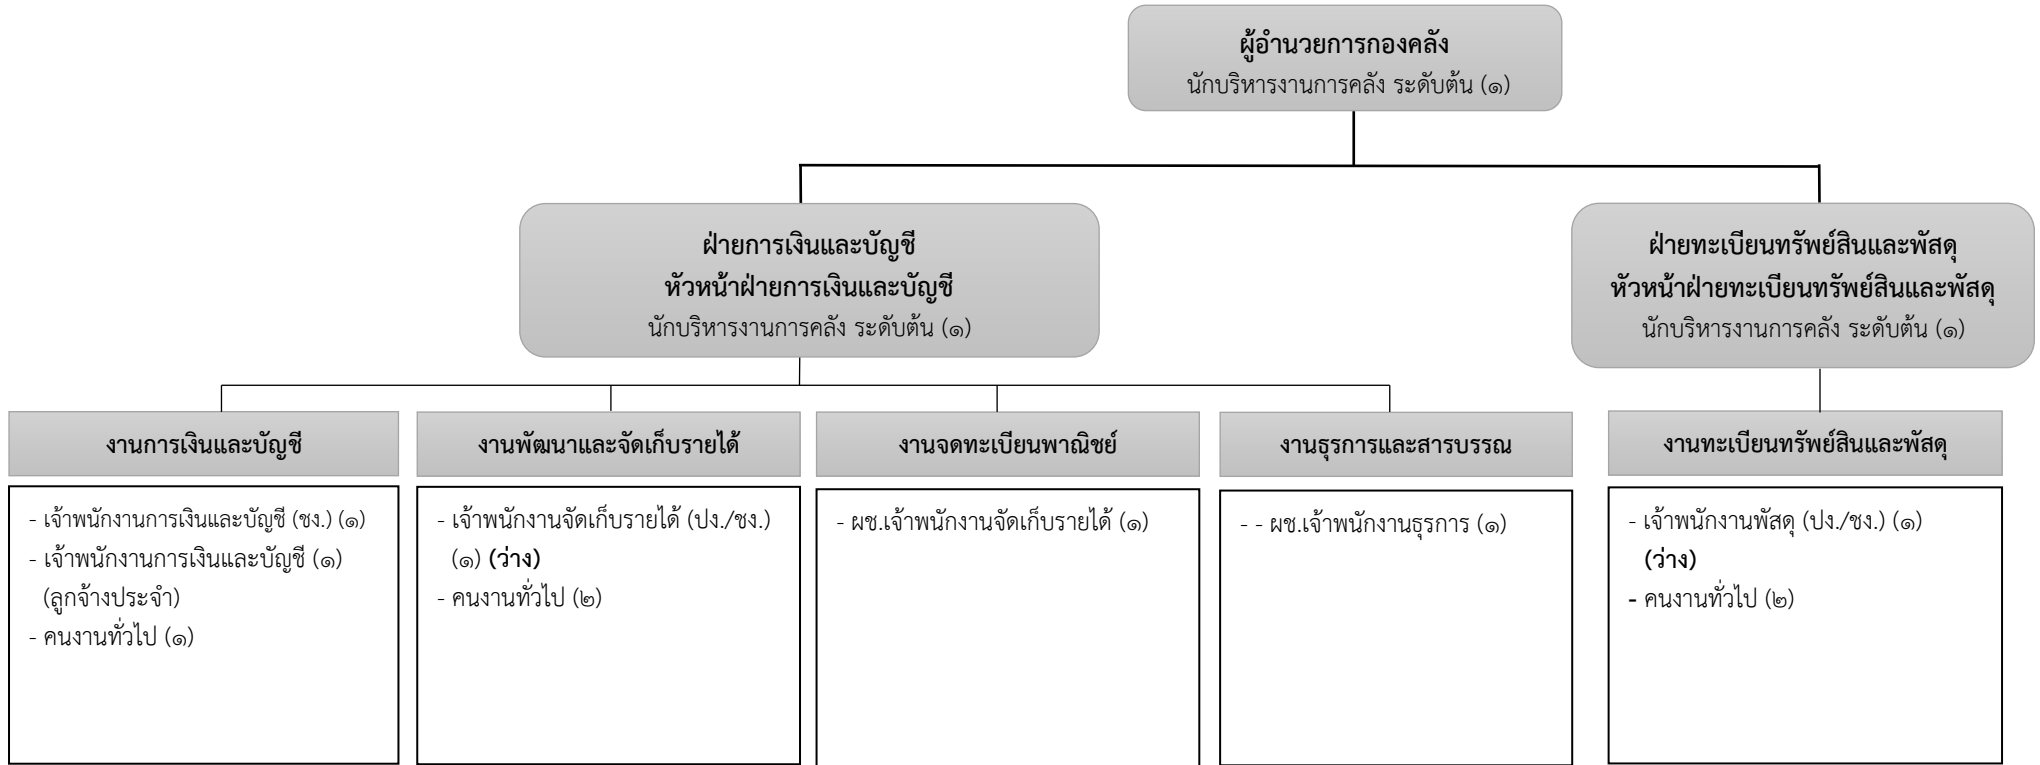 ผู้อำนวยการกองคลัง
นักบริหารงานการคลัง ระดับต้น (๑)
ฝ่ายการเงินและบัญชี
หัวหน้าฝ่ายการเงินและบัญชี
นักบริหารงานการคลัง ระดับต้น (๑)
ฝ่ายทะเบียนทรัพย์สินและพัสดุ
หัวหน้าฝ่ายทะเบียนทรัพย์สินและพัสดุ
นักบริหารงานการคลัง ระดับต้น (๑)
งานการเงินและบัญชี
- เจ้าพนักงานการเงินและบัญชี (ชง.) (๑)
- เจ้าพนักงานการเงินและบัญชี (๑)
(ลูกจ้างประจำ)
- คนงานทั่วไป (๑)
งานพัฒนาและจัดเก็บรายได้
- เจ้าพนักงานจัดเก็บรายได้ (ปง./ชง.)
(๑) (ว่าง)
- คนงานทั่วไป (๒)
งานจดทะเบียนพาณิชย์
- ผช.เจ้าพนักงานจัดเก็บรายได้ (๑)
งานธุรการและสารบรรณ
- - ผช.เจ้าพนักงานธุรการ (๑)
งานทะเบียนทรัพย์สินและพัสดุ
- เจ้าพนักงานพัสดุ (ปง./ชง.) (๑)
(ว่าง)
- คนงานทั่วไป (๒)